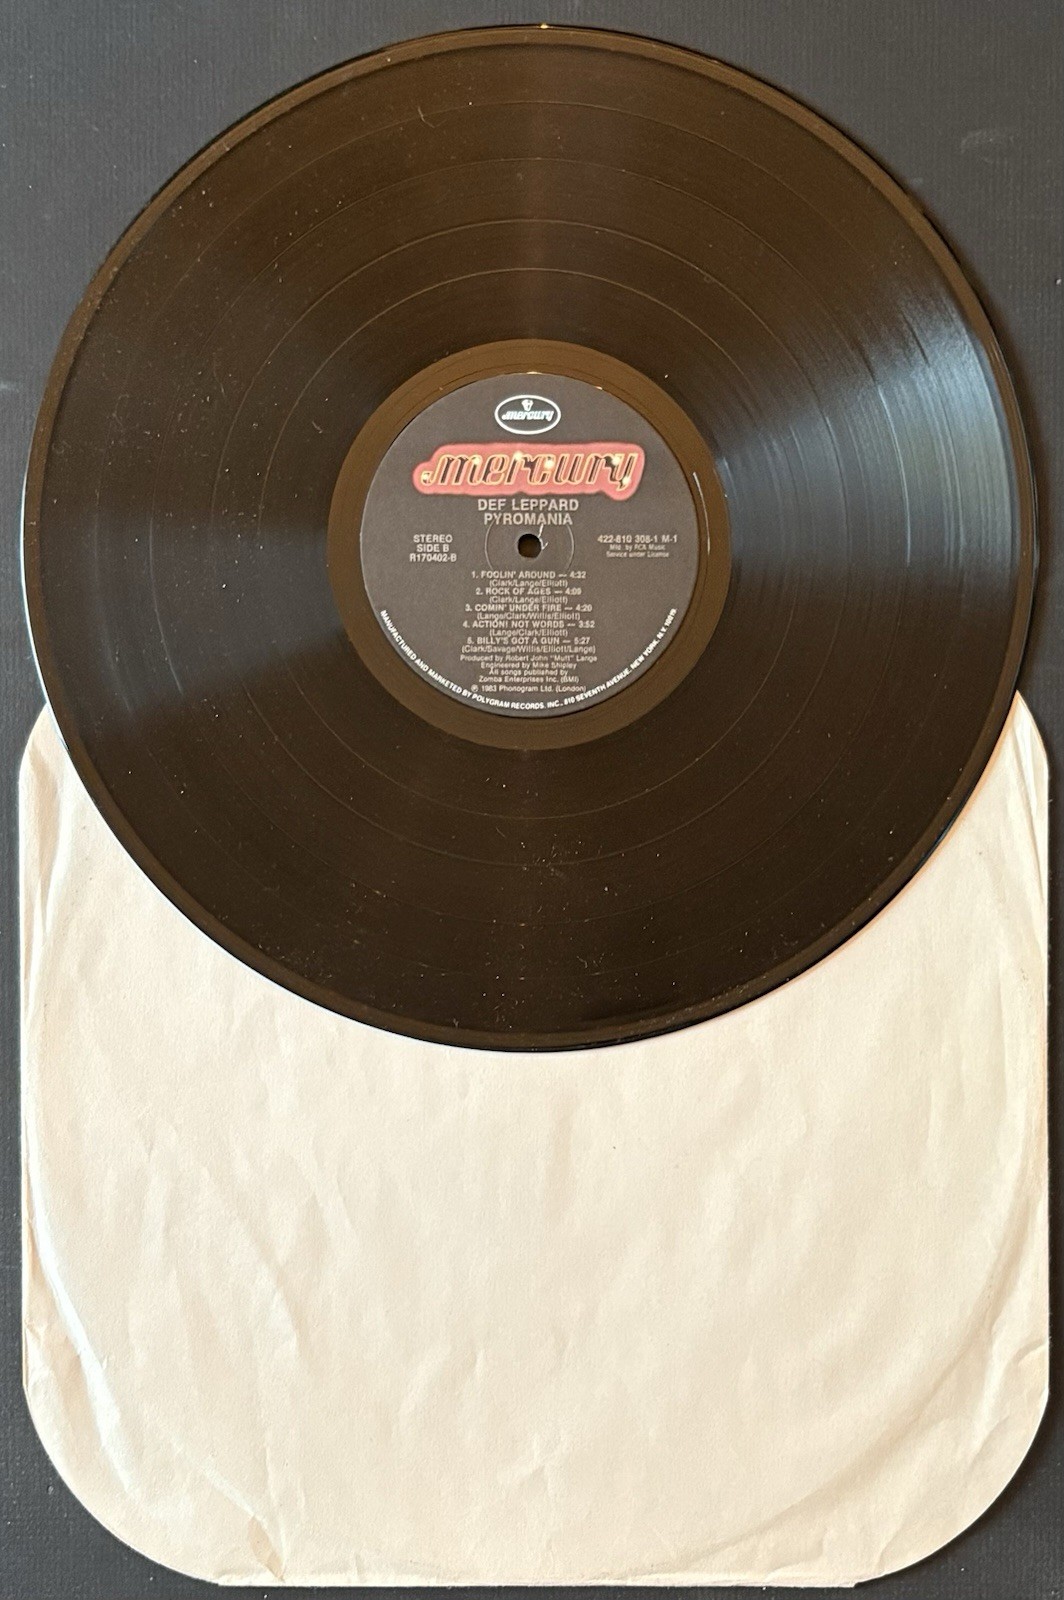 mercury
mercury
DEF LEPPARD
PYROMANIA
STEREO
SIDE B
R170402-B
422-810 308-1 M-1
Mfd. by RCA Music
Service under License
1. FOOLIN' AROUND — 4:32
(Clark/Lange/Elliott)
2. ROCK OF AGES — 4:09
(Clark/Lange/Elliott)
3. COMIN' UNDER FIRE — 4:20
(Lange/Clark/Willis/Elliott)
4. ACTION! NOT WORDS — 3:52
(Lange/Clark/Elliott)
5. BILLY'S GOT A GUN — 5:27
(Clark/Savage/Willis/Elliott/Lange)
Produced by Robert John "Mutt" Lange
Engineered by Mike Shipley
All songs published by
Zomba Enterprises Inc. (BMI)
℗ 1983 Phonogram Ltd. (London)
MANUFACTURED AND MARKETED BY POLYGRAM RECORDS, INC., 810 SEVENTH AVENUE, NEW YORK, N.Y. 10019